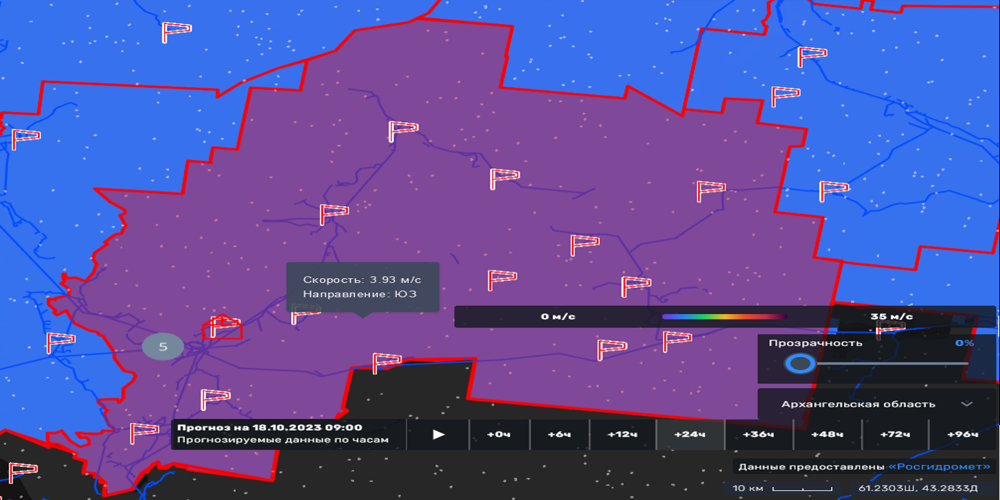 Скорость: 3.93 м/с
Направление: ЮЗ
0 м/с
35 м/с
Прозрачность
0%
5
Архангельская область
Прогноз на 18.10.2023 09:00
Прогнозируемые данные по часам
+0ч
+6ч
+12ч
+24ч
+36ч
+48ч
+72ч
+96ч
Данные предоставлены «Росгидромет»
10 км
61.2303Ш, 43.2833Д